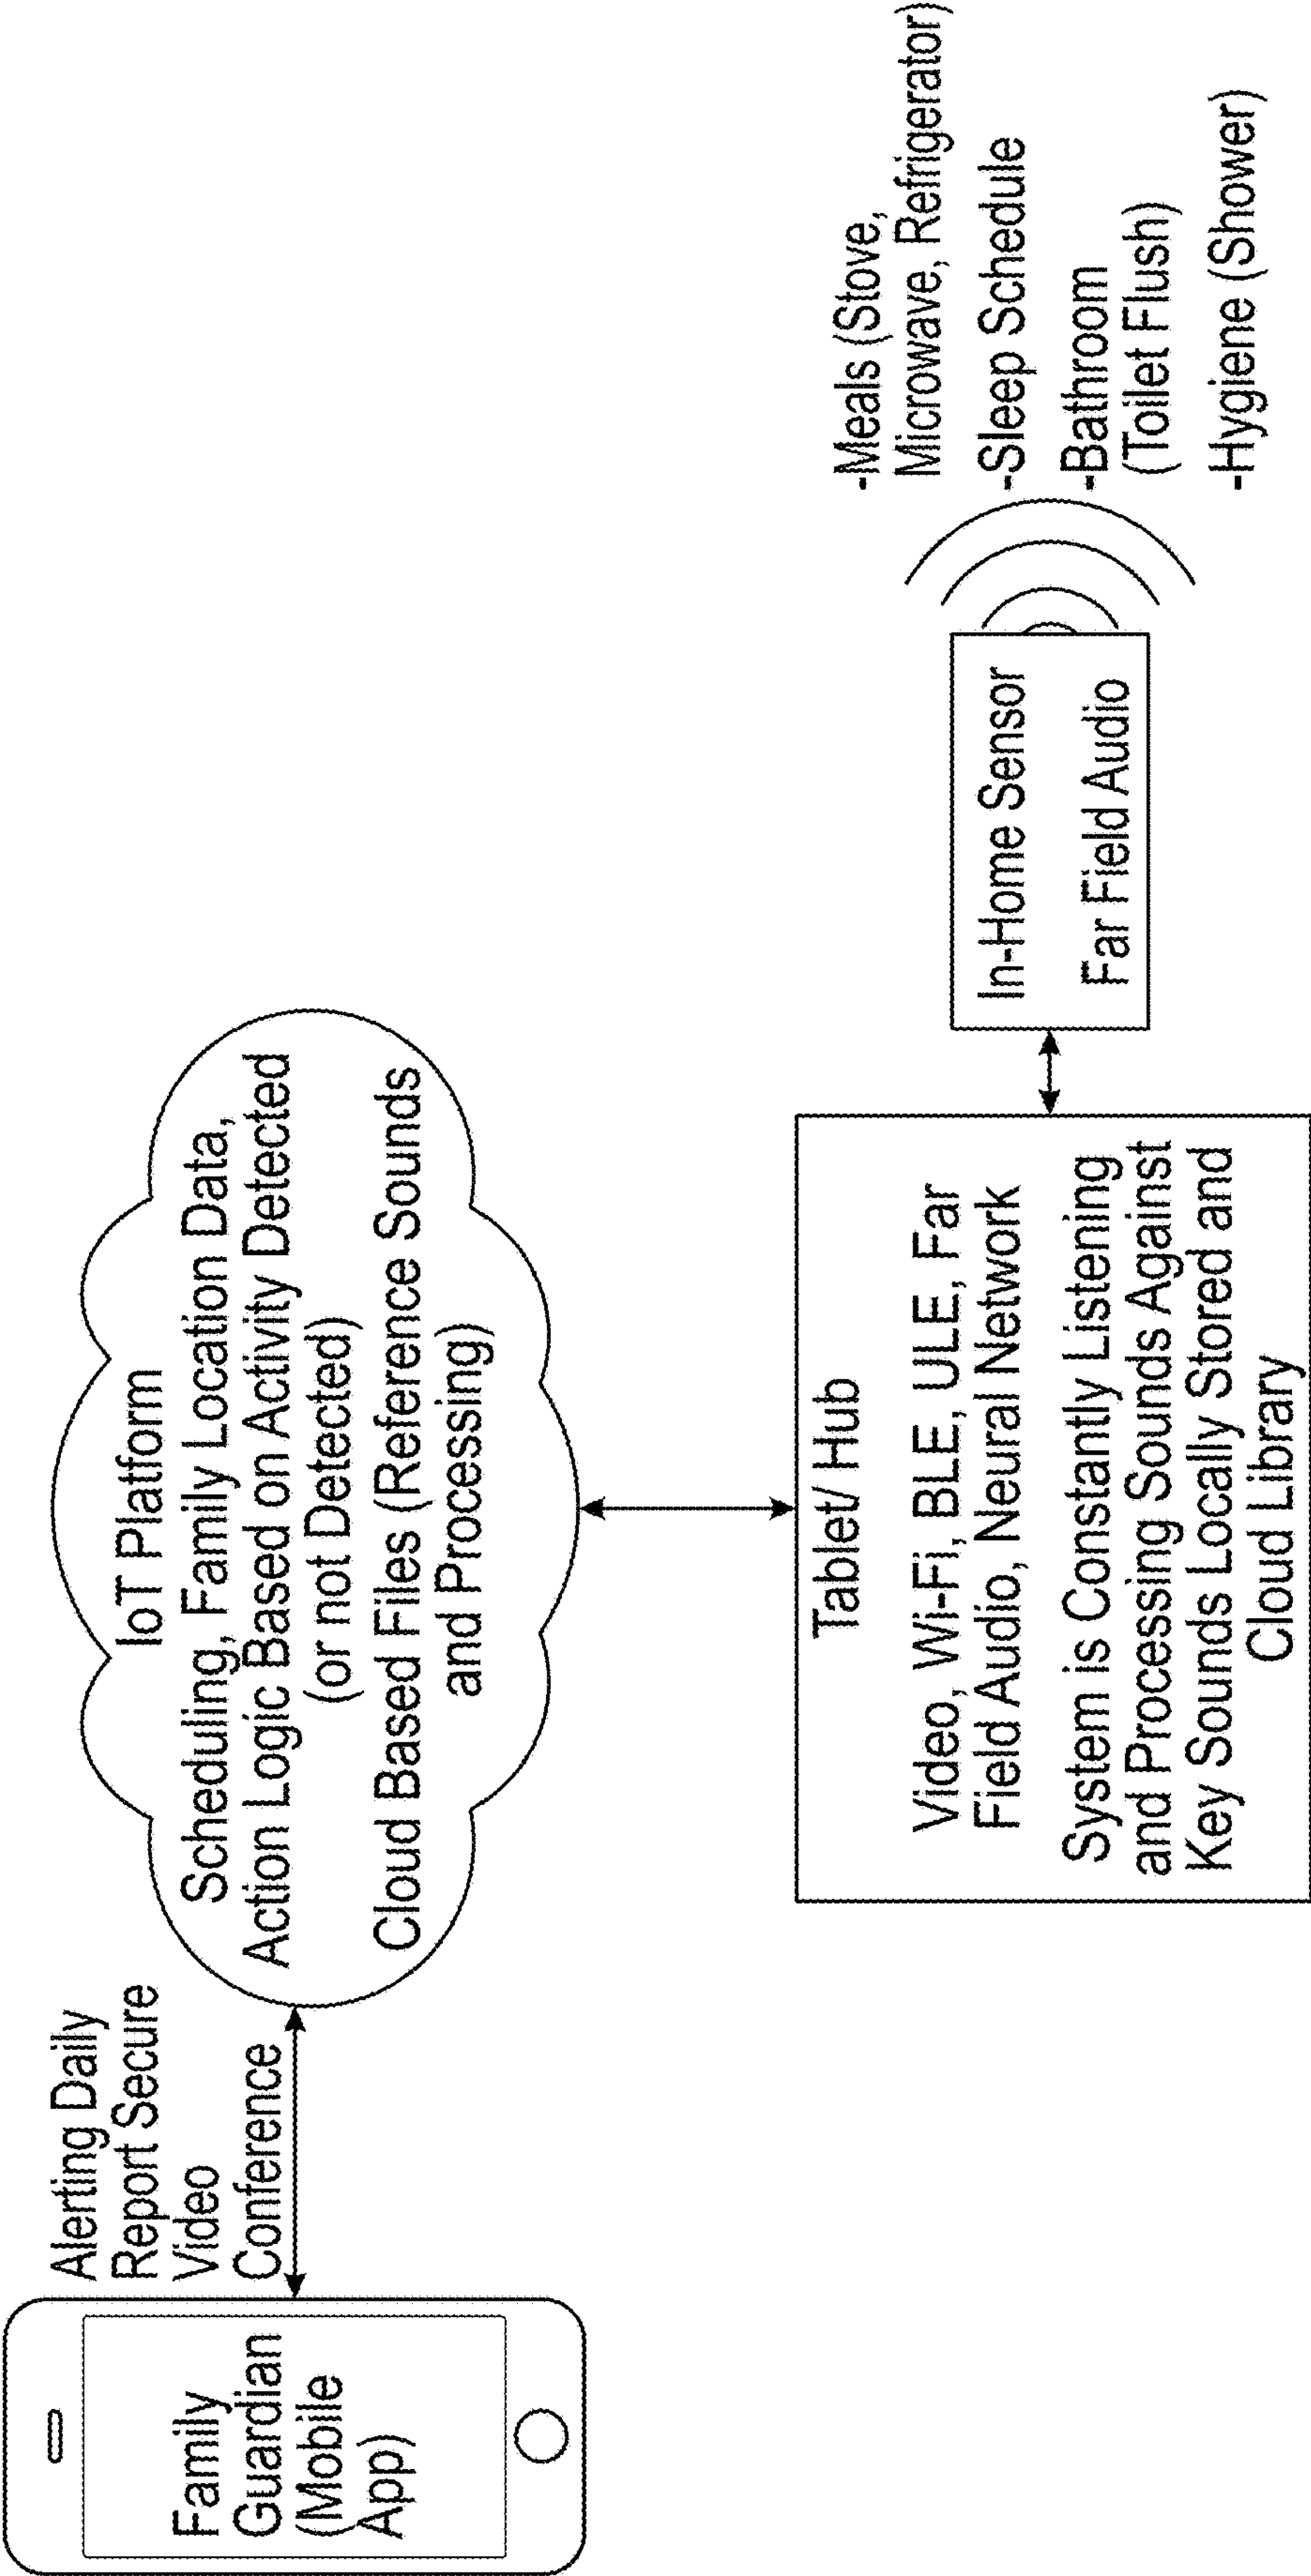 Family
Guardian
(Mobile
App)
Alerting Daily
Report Secure
Video
Conference
IoT Platform
Scheduling, Family Location Data,
Action Logic Based on Activity Detected
(or not Detected)
Cloud Based Files (Reference Sounds
and Processing)
Tablet/ Hub
Video, Wi-Fi, BLE, ULE, Far
Field Audio, Neural Network
System is Constantly Listening
and Processing Sounds Against
Key Sounds Locally Stored and
Cloud Library
In-Home Sensor
Far Field Audio
-Meals (Stove,
Microwave, Refrigerator)
-Sleep Schedule
-Bathroom
(Toilet Flush)
-Hygiene (Shower)